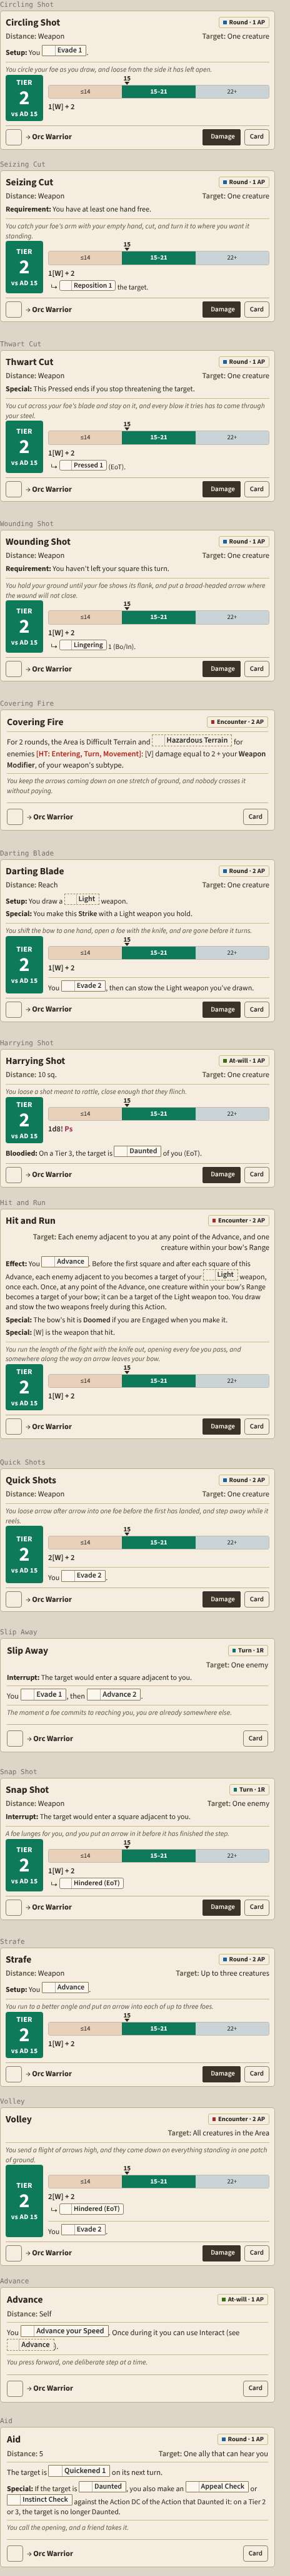 Circling Shot
Circling Shot
Round · 1 AP
Distance: Weapon
Target: One creature
Setup: You Evade 1.
You circle your foe as you draw, and loose from the side it has left open.
TIER
2
vs AD 15
15
≤14
15–21
22+
1[W] + 2
→ Orc Warrior
Damage
Card
Seizing Cut
Seizing Cut
Round · 1 AP
Distance: Weapon
Target: One creature
Requirement: You have at least one hand free.
You catch your foe's arm with your empty hand, cut, and turn it to where you want it
standing.
TIER
2
vs AD 15
15
≤14
15–21
22+
1[W] + 2
↳ Reposition 1 the target.
→ Orc Warrior
Damage
Card
Thwart Cut
Thwart Cut
Round · 1 AP
Distance: Weapon
Target: One creature
Special: This Pressed ends if you stop threatening the target.
You cut across your foe's blade and stay on it, and every blow it tries has to come through
your steel.
TIER
2
vs AD 15
15
≤14
15–21
22+
1[W] + 2
↳ Pressed 1 (EoT).
→ Orc Warrior
Damage
Card
Wounding Shot
Wounding Shot
Round · 1 AP
Distance: Weapon
Target: One creature
Requirement: You haven't left your square this turn.
You hold your ground until your foe shows its flank, and put a broad-headed arrow where
the wound will not close.
TIER
2
vs AD 15
15
≤14
15–21
22+
1[W] + 2
↳ Lingering 1 (Bo/In).
→ Orc Warrior
Damage
Card
Covering Fire
Covering Fire
Encounter · 2 AP
For 2 rounds, the Area is Difficult Terrain and Hazardous Terrain for
enemies [HT: Entering, Turn, Movement]: [V] damage equal to 2 + your Weapon
Modifier, of your weapon's subtype.
You keep the arrows coming down on one stretch of ground, and nobody crosses it
without paying.
→ Orc Warrior
Card
Darting Blade
Darting Blade
Round · 2 AP
Distance: Reach
Target: One creature
Setup: You draw a Light weapon.
Special: You make this Strike with a Light weapon you hold.
You shift the bow to one hand, open a foe with the knife, and are gone before it turns.
TIER
2
vs AD 15
15
≤14
15–21
22+
1[W] + 2
You Evade 2, then can stow the Light weapon you've drawn.
→ Orc Warrior
Damage
Card
Harrying Shot
Harrying Shot
At-will · 1 AP
Distance: 10 sq.
Target: One creature
You loose a shot meant to rattle, close enough that they flinch.
TIER
2
vs AD 15
15
≤14
15–21
22+
1d8! Ps
Bloodied: On a Tier 3, the target is Daunted of you (EoT).
→ Orc Warrior
Damage
Card
Hit and Run
Hit and Run
Encounter · 2 AP
Target: Each enemy adjacent to you at any point of the Advance, and one
creature within your bow's Range
Effect: You Advance. Before the first square and after each square of this
Advance, each enemy adjacent to you becomes a target of your Light weapon,
once each. Once, at any point of the Advance, one creature within your bow's Range
becomes a target of your bow; it can be a target of the Light weapon too. You draw
and stow the two weapons freely during this Action.
Special: The bow's hit is Doomed if you are Engaged when you make it.
Special: [W] is the weapon that hit.
You run the length of the fight with the knife out, opening every foe you pass, and
somewhere along the way an arrow leaves your bow.
TIER
2
vs AD 15
15
≤14
15–21
22+
1[W] + 2
→ Orc Warrior
Damage
Card
Quick Shots
Quick Shots
Round · 2 AP
Distance: Weapon
Target: One creature
You loose arrow after arrow into one foe before the first has landed, and step away while it
reels.
TIER
2
vs AD 15
15
≤14
15–21
22+
2[W] + 2
You Evade 2.
→ Orc Warrior
Damage
Card
Slip Away
Slip Away
Turn · 1R
Target: One enemy
Interrupt: The target would enter a square adjacent to you.
You Evade 1, then Advance 2.
The moment a foe commits to reaching you, you are already somewhere else.
→ Orc Warrior
Card
Snap Shot
Snap Shot
Turn · 1R
Distance: Weapon
Target: One enemy
Interrupt: The target would enter a square adjacent to you.
A foe lunges for you, and you put an arrow in it before it has finished the step.
TIER
2
vs AD 15
15
≤14
15–21
22+
1[W] + 2
↳ Hindered (EoT)
→ Orc Warrior
Damage
Card
Strafe
Strafe
Round · 2 AP
Distance: Weapon
Target: Up to three creatures
Setup: You Advance.
You run to a better angle and put an arrow into each of up to three foes.
TIER
2
vs AD 15
15
≤14
15–21
22+
1[W] + 2
→ Orc Warrior
Damage
Card
Volley
Volley
Encounter · 2 AP
Target: All creatures in the Area
You send a flight of arrows high, and they come down on everything standing in one patch
of ground.
TIER
2
vs AD 15
15
≤14
15–21
22+
2[W] + 2
↳ Hindered (EoT)
You Evade 2.
→ Orc Warrior
Damage
Card
Advance
Advance
At-will · 1 AP
Distance: Self
You Advance your Speed. Once during it you can use Interact (see
Advance).
You press forward, one deliberate step at a time.
→ Orc Warrior
Card
Aid
Aid
Round · 1 AP
Distance: 5
Target: One ally that can hear you
The target is Quickened 1 on its next turn.
Special: If the target is Daunted, you also make an Appeal Check or
Instinct Check against the Action DC of the Action that Daunted it: on a Tier 2
or 3, the target is no longer Daunted.
You call the opening, and a friend takes it.
→ Orc Warrior
Card